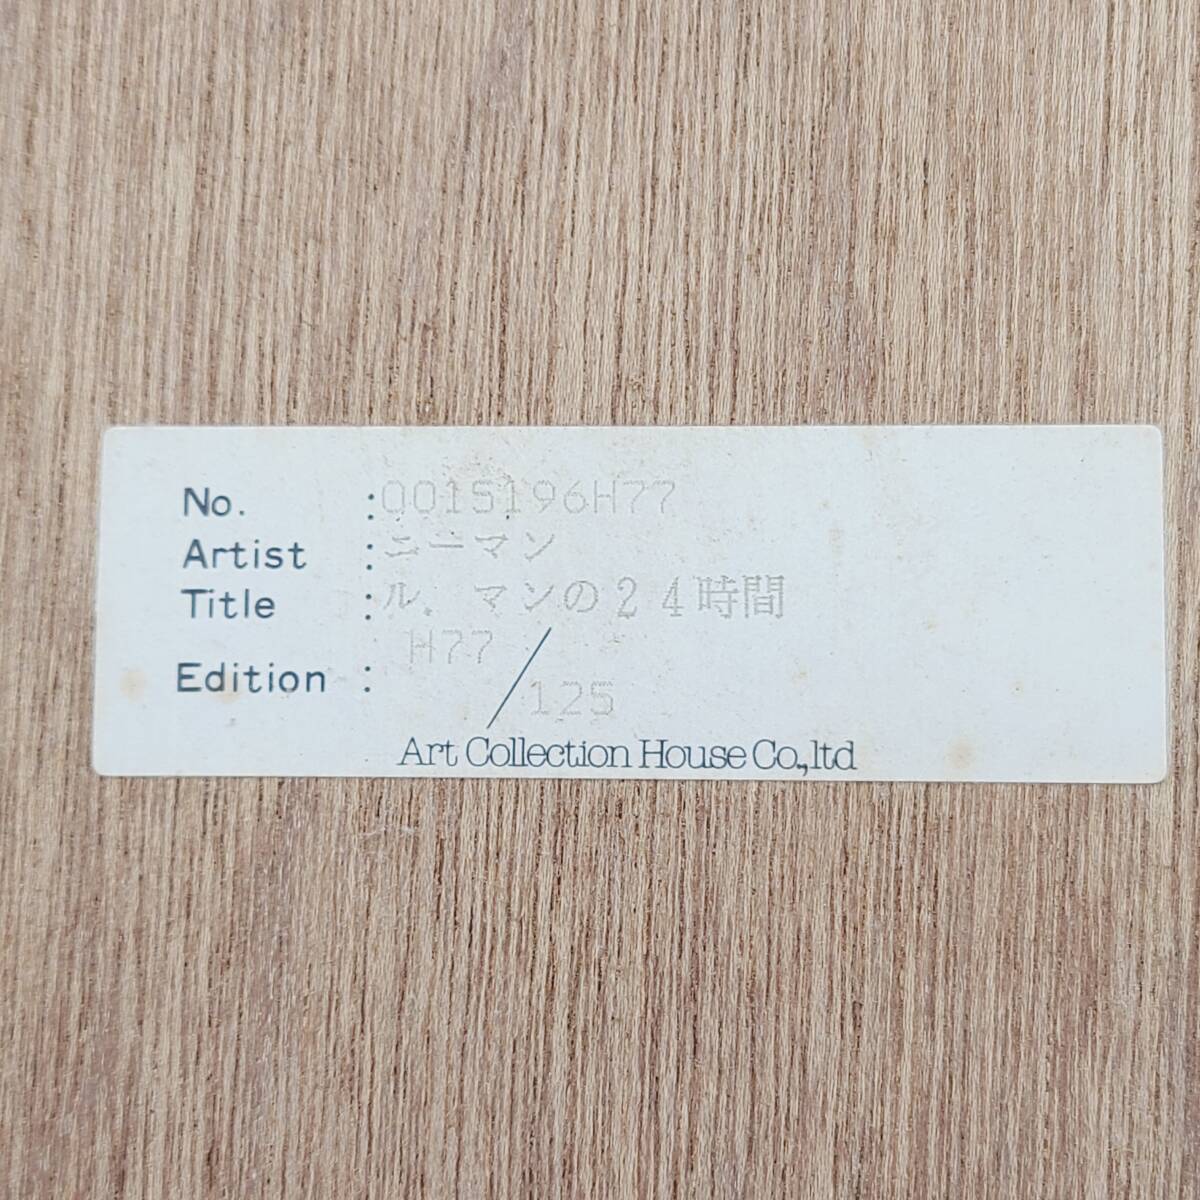 No. :0015196H77
Artist :ニーマン
Title :ル．マンの24時間
Edition : H77/125
Art Collection House Co.,ltd